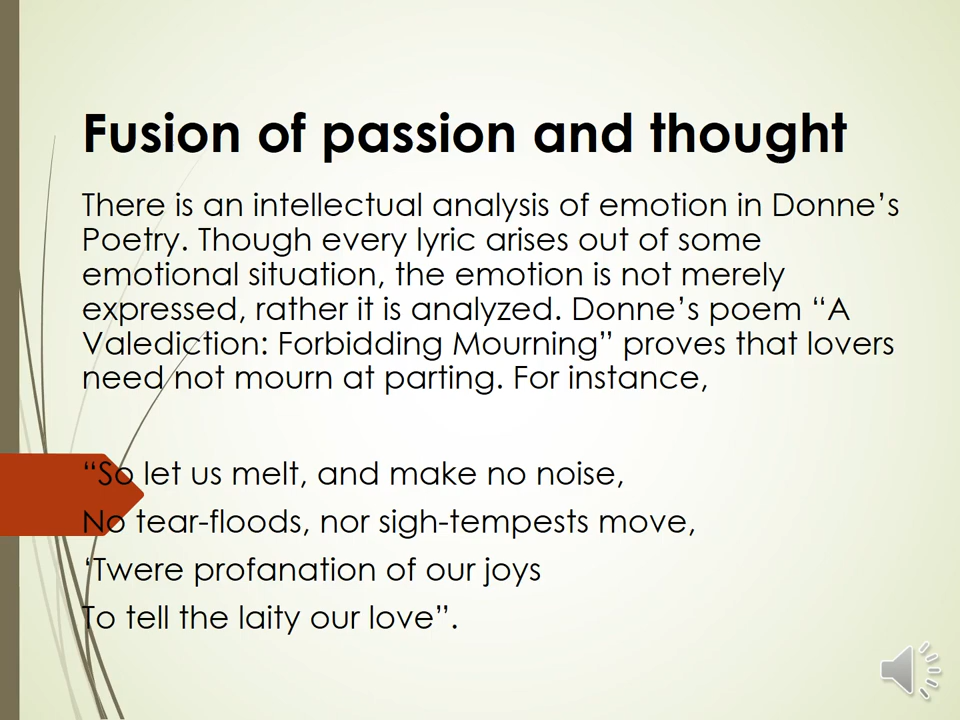 Fusion of passion and thought
There is an intellectual analysis of emotion in Donne’s
Poetry. Though every lyric arises out of some
emotional situation, the emotion is not merely
expressed, rather it is analyzed. Donne’s poem “A
Valediction: Forbidding Mourning” proves that lovers
need not mourn at parting. For instance,
“So let us melt, and make no noise,
No tear-floods, nor sigh-tempests move,
‘Twere profanation of our joys
To tell the laity our love”.